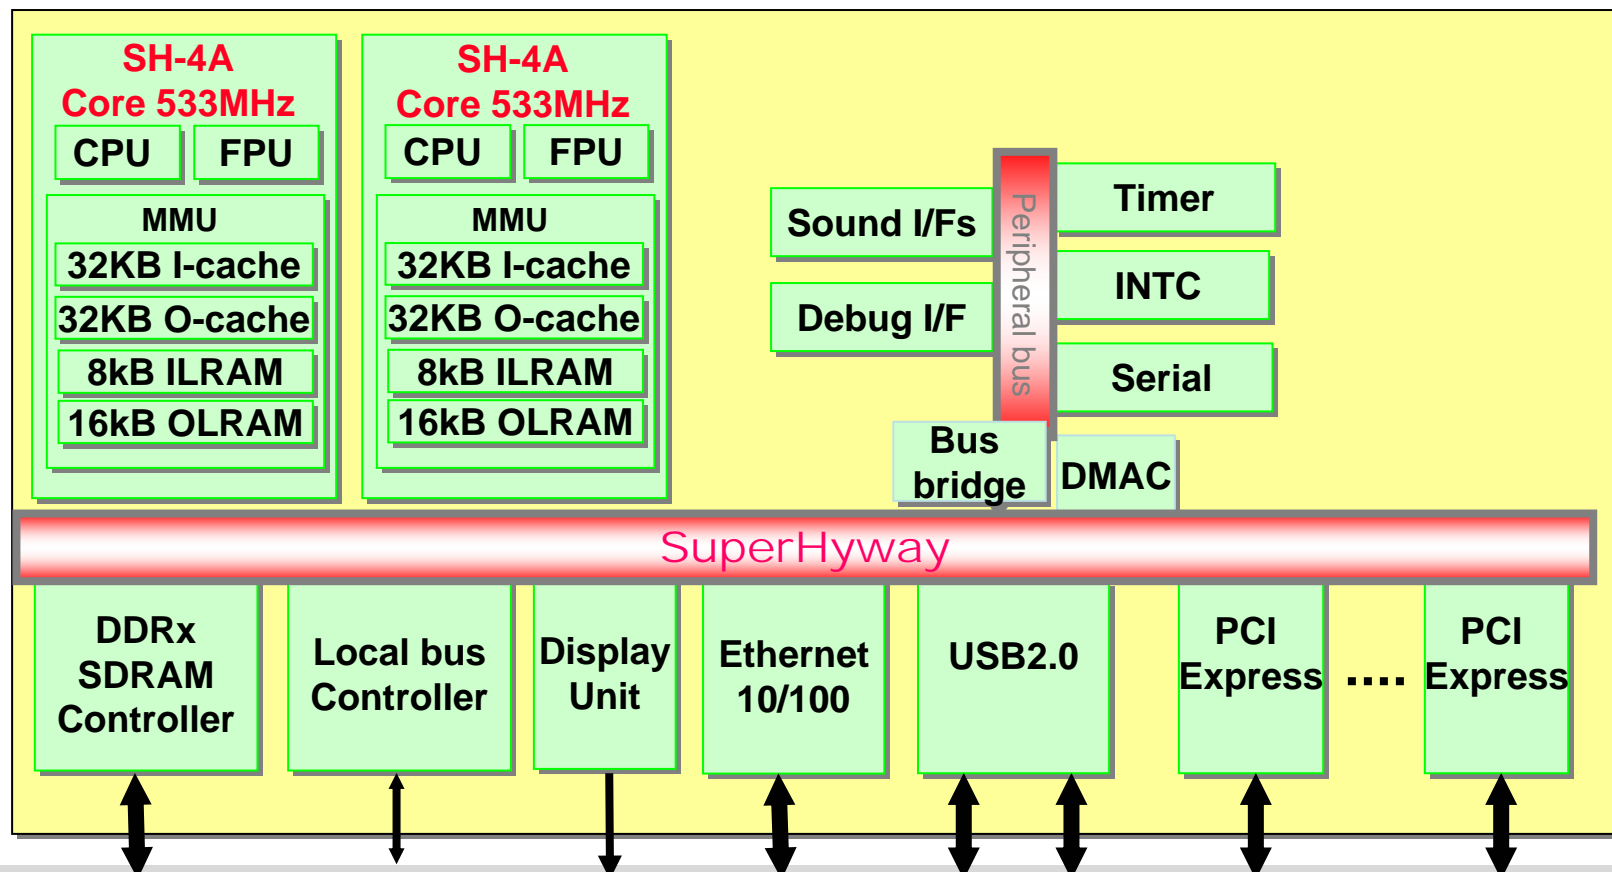 SH-4A
Core 533MHz
CPU
FPU
MMU
32KB I-cache
32KB O-cache
8kB ILRAM
16kB OLRAM
SH-4A
Core 533MHz
CPU
FPU
MMU
32KB I-cache
32KB O-cache
8kB ILRAM
16kB OLRAM
Sound I/Fs
Debug I/F
Peripheral bus
Timer
INTC
Serial
Bus
bridge
DMAC
SuperHyway
DDRx
SDRAM
Controller
Local bus
Controller
Display
Unit
Ethernet
10/100
USB2.0
PCI
Express
....
PCI
Express